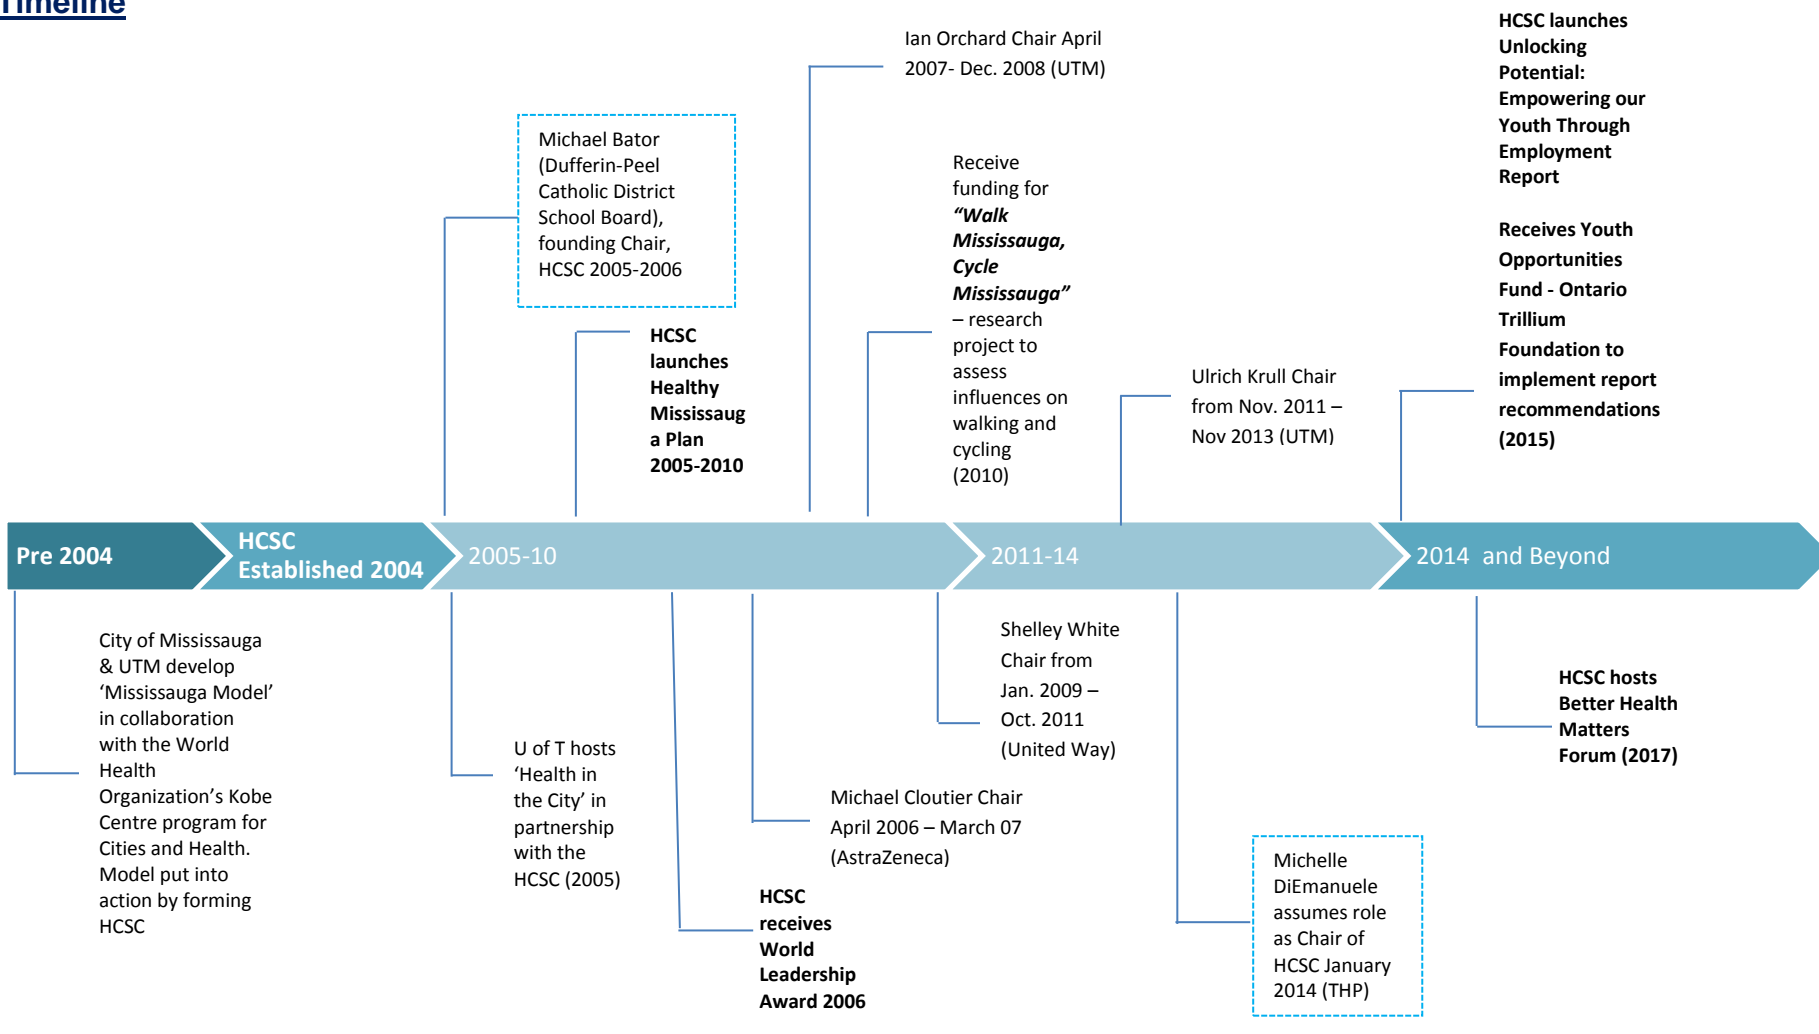 Timeline
Ian Orchard Chair April
2007- Dec. 2008 (UTM)
HCSC launches
Unlocking
Potential:
Empowering our
Youth Through
Employment
Report
Michael Bator
(Dufferin-Peel
Catholic District
School Board),
founding Chair,
HCSC 2005-2006
Receive
funding for
“Walk
Mississauga,
Cycle
Mississauga”
– research
project to
assess
influences on
walking and
cycling
(2010)
Receives Youth
Opportunities
Fund - Ontario
Trillium
Foundation to
implement report
recommendations
(2015)
HCSC
launches
Healthy
Mississaug
a Plan
2005-2010
Ulrich Krull Chair
from Nov. 2011 –
Nov 2013 (UTM)
Pre 2004
HCSC
Established 2004
2005-10
2011-14
2014 and Beyond
City of Mississauga
& UTM develop
‘Mississauga Model’
in collaboration
with the World
Health
Organization’s Kobe
Centre program for
Cities and Health.
Model put into
action by forming
HCSC
U of T hosts
‘Health in
the City’ in
partnership
with the
HCSC (2005)
HCSC
receives
World
Leadership
Award 2006
Michael Cloutier Chair
April 2006 – March 07
(AstraZeneca)
Shelley White
Chair from
Jan. 2009 –
Oct. 2011
(United Way)
Michelle
DiEmanuele
assumes role
as Chair of
HCSC January
2014 (THP)
HCSC hosts
Better Health
Matters
Forum (2017)